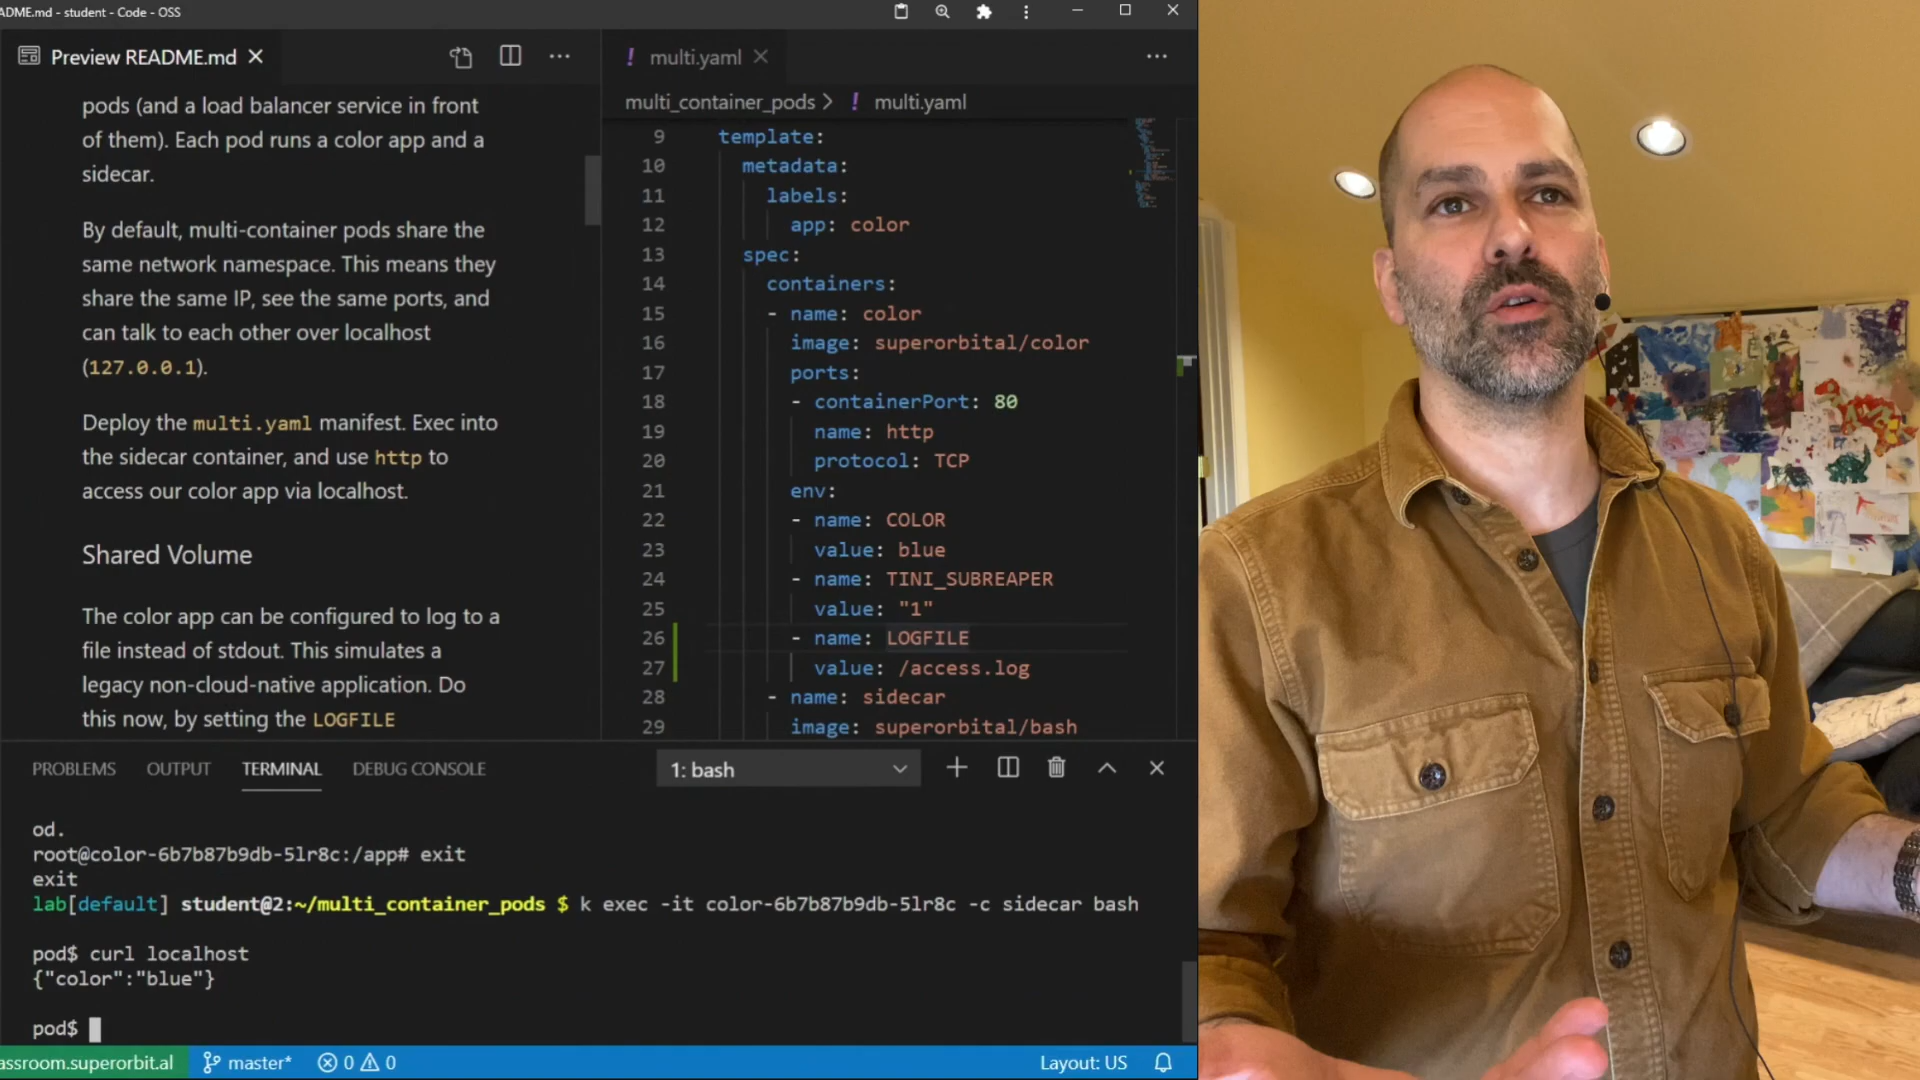 ADME.md - student - Code - OSS
Preview README.md
pods (and a load balancer service in front
of them). Each pod runs a color app and a
sidecar.
By default, multi-container pods share the
same network namespace. This means they
share the same IP, see the same ports, and
can talk to each other over localhost
(127.0.0.1).
Deploy the multi.yaml manifest. Exec into
the sidecar container, and use http to
access our color app via localhost.
Shared Volume
The color app can be configured to log to a
file instead of stdout. This simulates a
legacy non-cloud-native application. Do
this now, by setting the LOGFILE
! multi.yaml
multi_container_pods > ! multi.yaml
9 template:
10 metadata:
11 labels:
12 app: color
13 spec:
14 containers:
15 - name: color
16 image: superorbital/color
17 ports:
18 - containerPort: 80
19 name: http
20 protocol: TCP
21 env:
22 - name: COLOR
23 value: blue
24 - name: TINI_SUBREAPER
25 value: "1"
26 - name: LOGFILE
27 value: /access.log
28 - name: sidecar
29 image: superorbital/bash
PROBLEMS OUTPUT TERMINAL DEBUG CONSOLE 1: bash
od.
root@color-6b7b87b9db-5lr8c:/app# exit
exit
lab[default] student@2:~/multi_container_pods $ k exec -it color-6b7b87b9db-5lr8c -c sidecar bash
pod$ curl localhost
{"color":"blue"}
pod$
assroom.superorbit.al master* 0 0 Layout: US